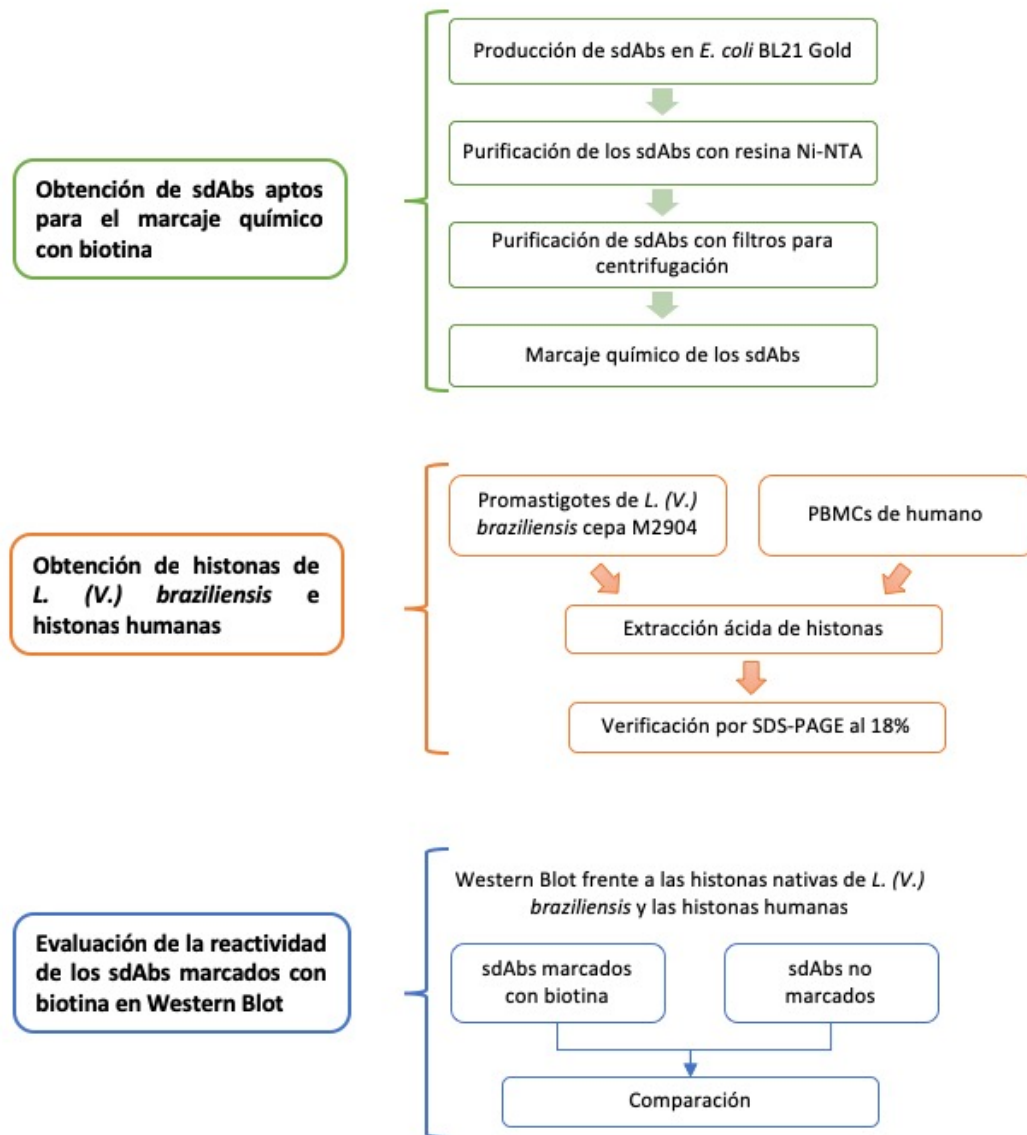 Producción de sdAbs en E. coli BL21 Gold
Purificación de los sdAbs con resina Ni-NTA
Obtención de sdAbs aptos
para el marcaje químico
con biotina
Purificación de sdAbs con filtros para
centrifugación
Marcaje químico de los sdAbs
Promastigotes de L. (V.)
braziliensis cepa M2904
PBMCs de humano
Obtención de histonas de
L. (V.) braziliensis e
histonas humanas
Extracción ácida de histonas
Verificación por SDS-PAGE al 18%
Western Blot frente a las histonas nativas de L. (V.)
braziliensis y las histonas humanas
Evaluación de la reactividad
de los sdAbs marcados con
biotina en Western Blot
sdAbs marcados
con biotina
sdAbs no
marcados
Comparación